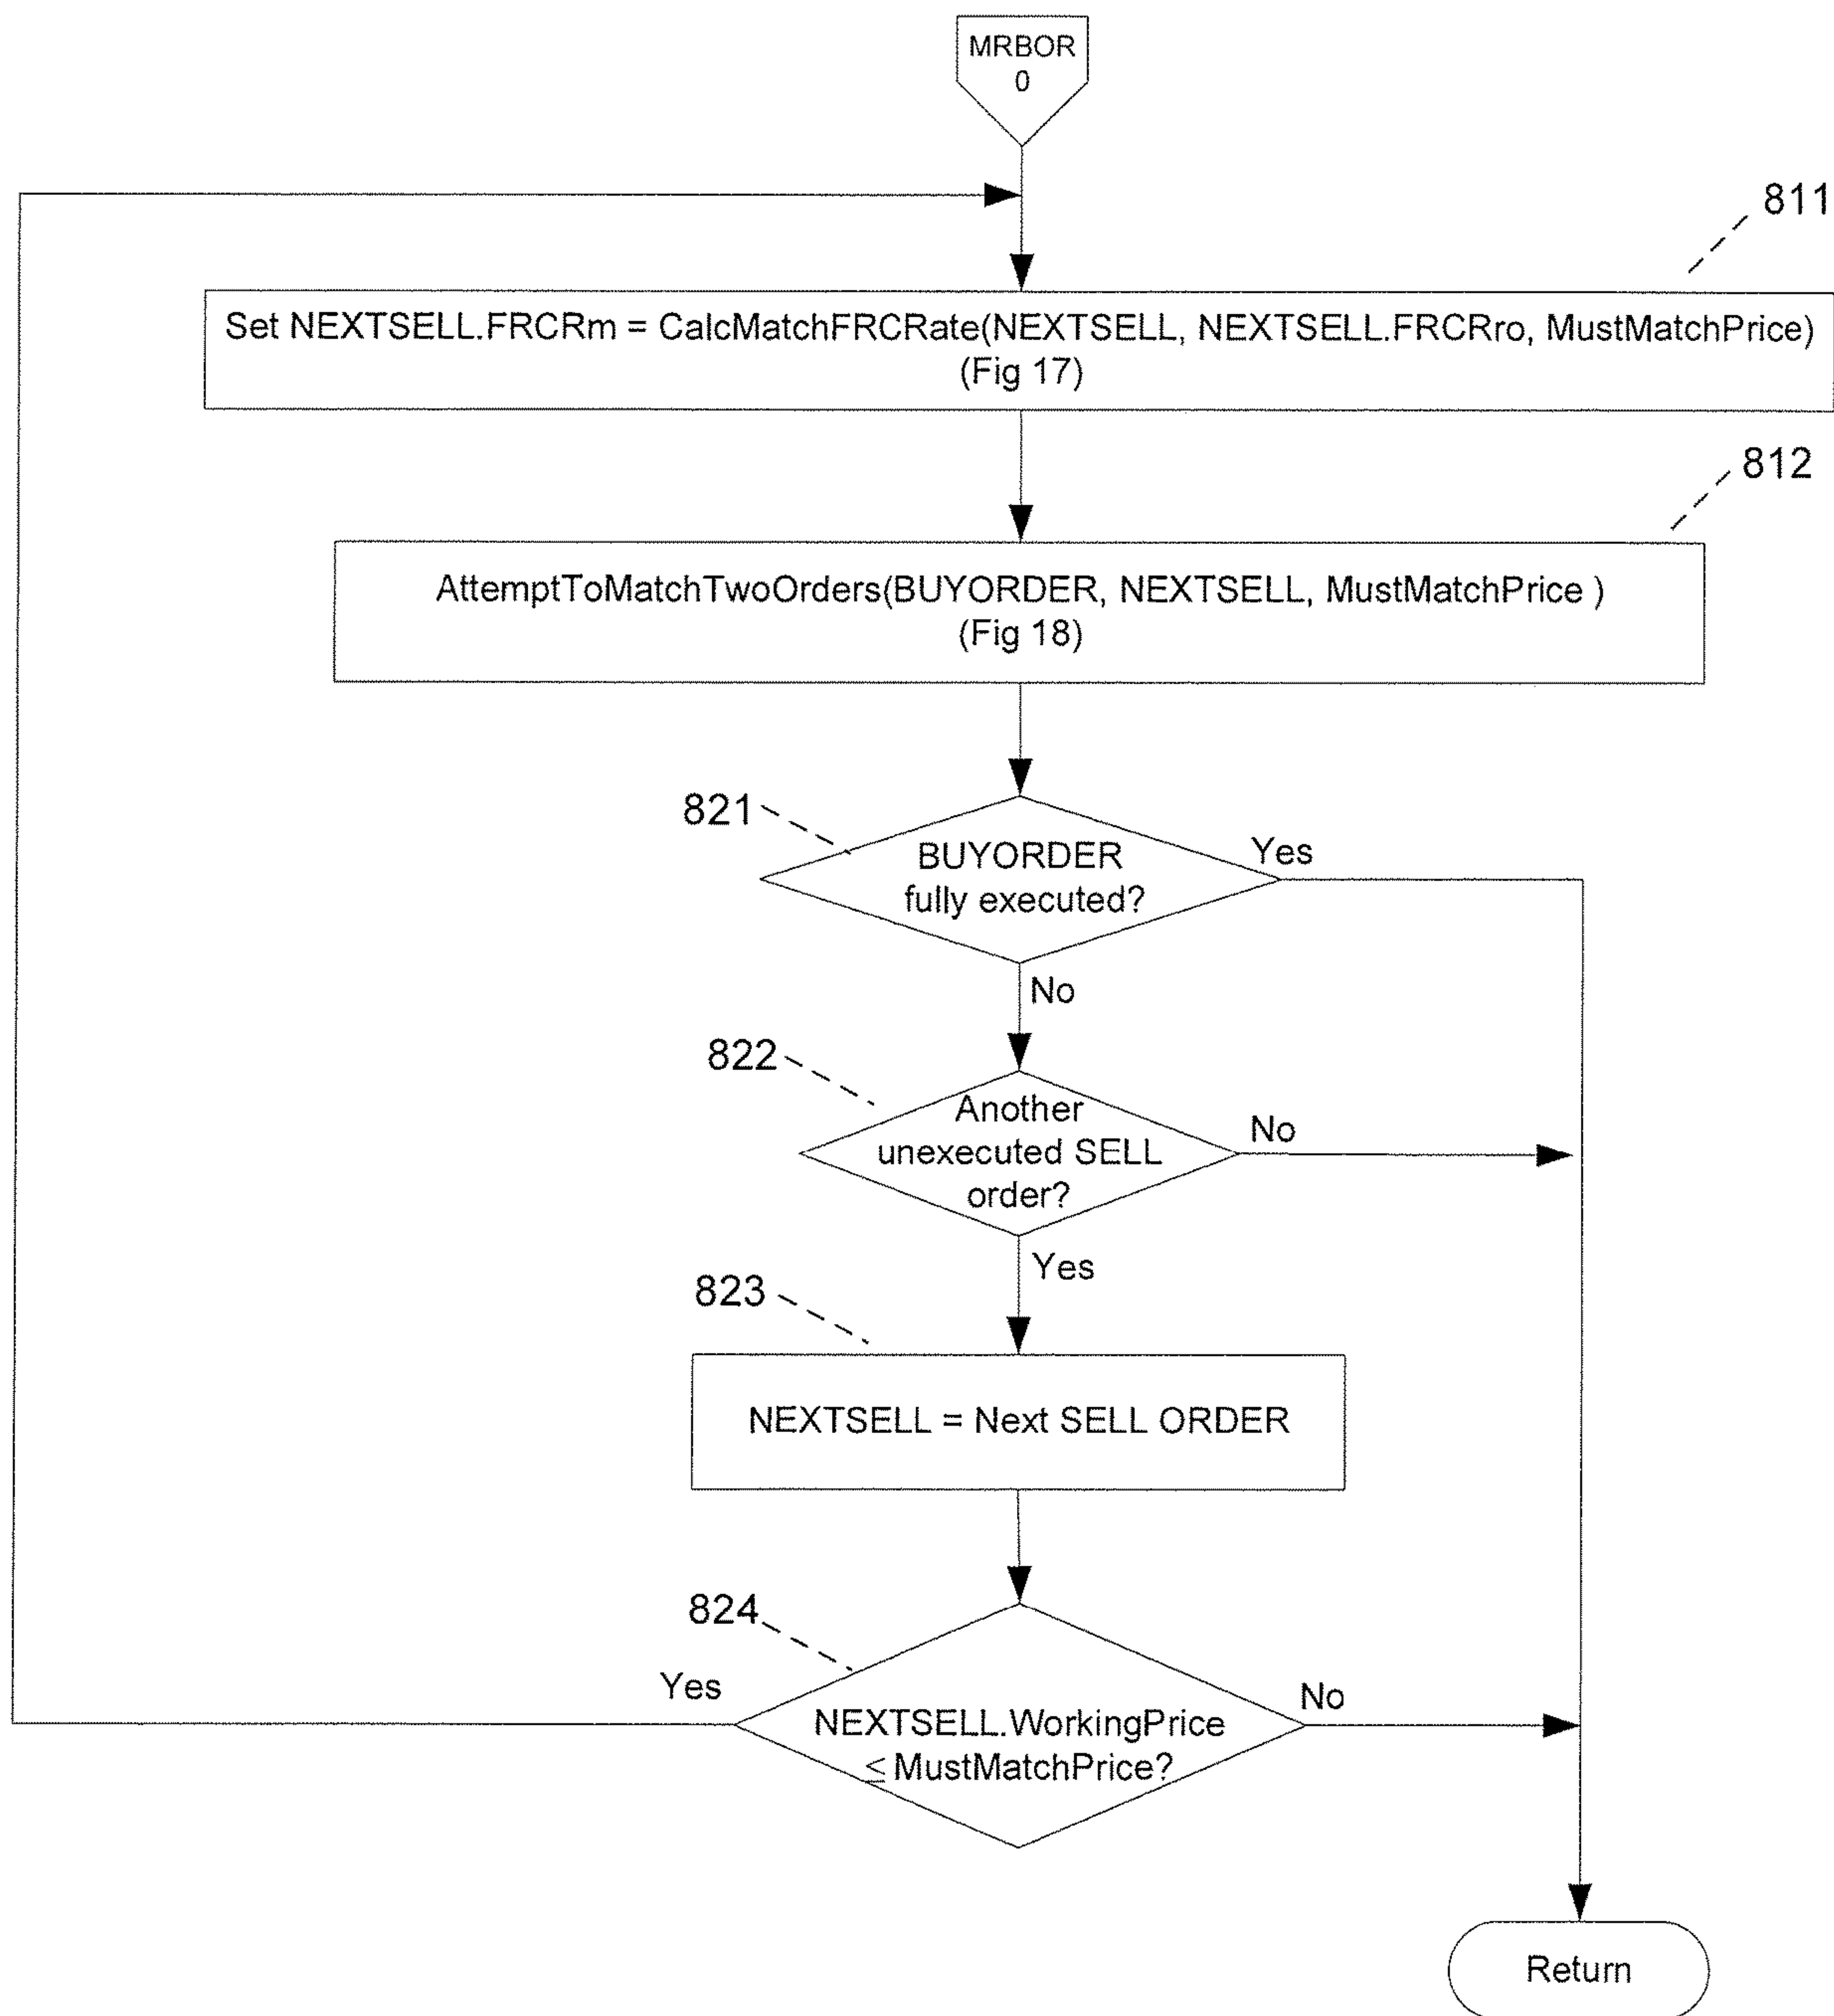 MRBOR
0
811
Set NEXTSELL.FRCRm = CalcMatchFRCRate(NEXTSELL, NEXTSELL.FRCRro, MustMatchPrice)
(Fig 17)
812
AttemptToMatchTwoOrders(BUYORDER, NEXTSELL, MustMatchPrice )
(Fig 18)
821
BUYORDER
fully executed?
Yes
No
822
Another
unexecuted SELL
order?
No
Yes
823
NEXTSELL = Next SELL ORDER
824
Yes
No
NEXTSELL.WorkingPrice
≤ MustMatchPrice?
Return